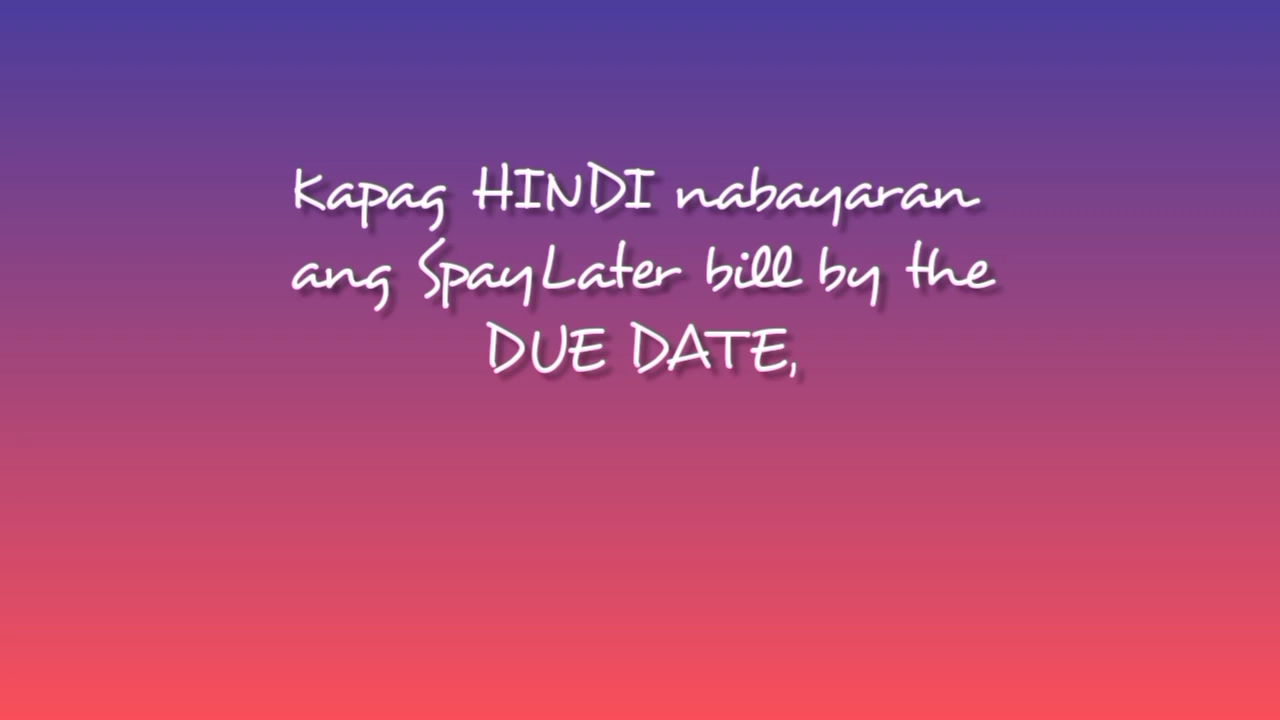 Kapag HINDI nabayaran
ang SpayLater bill by the
DUE DATE,